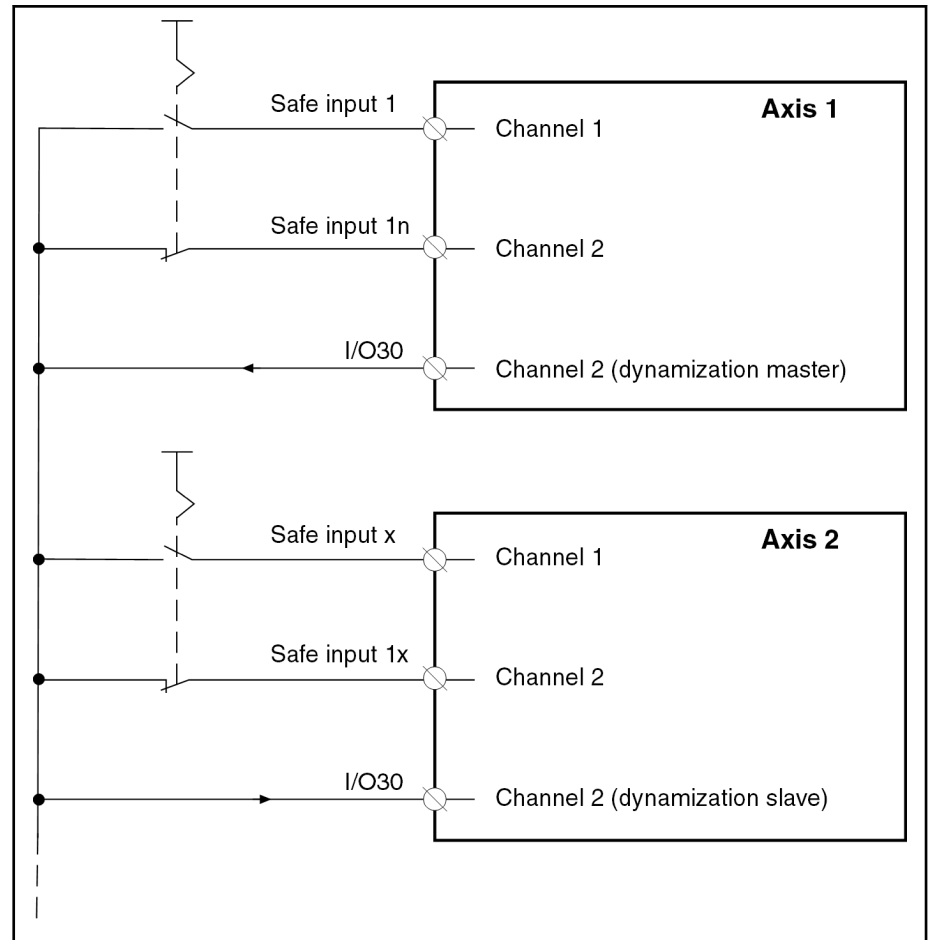 Safe input 1
Axis 1
Channel 1
Safe input 1n
Channel 2
I/O30
Channel 2 (dynamization master)
Safe input x
Axis 2
Channel 1
Safe input 1x
Channel 2
I/O30
Channel 2 (dynamization slave)